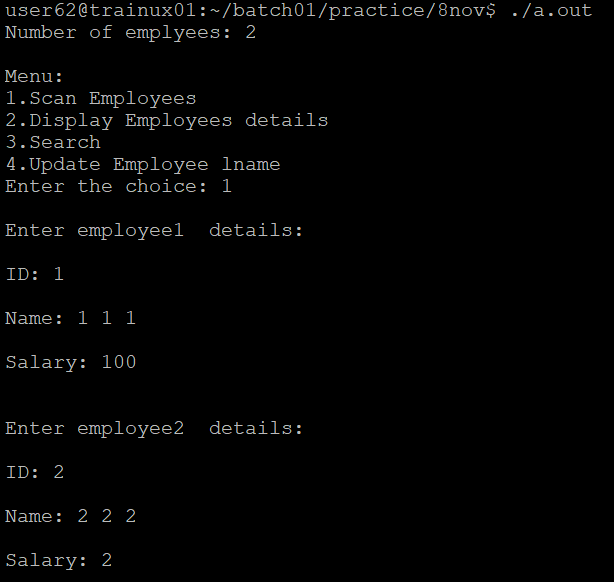 user62@trainux01:~/batch01/practice/8nov$ ./a.out
Number of emplyees: 2
Menu:
1.Scan Employees
2.Display Employees details
3.Search
4.Update Employee lname
Enter the choice: 1
Enter employee1  details:
ID: 1
Name: 1 1 1
Salary: 100
Enter employee2  details:
ID: 2
Name: 2 2 2
Salary: 2